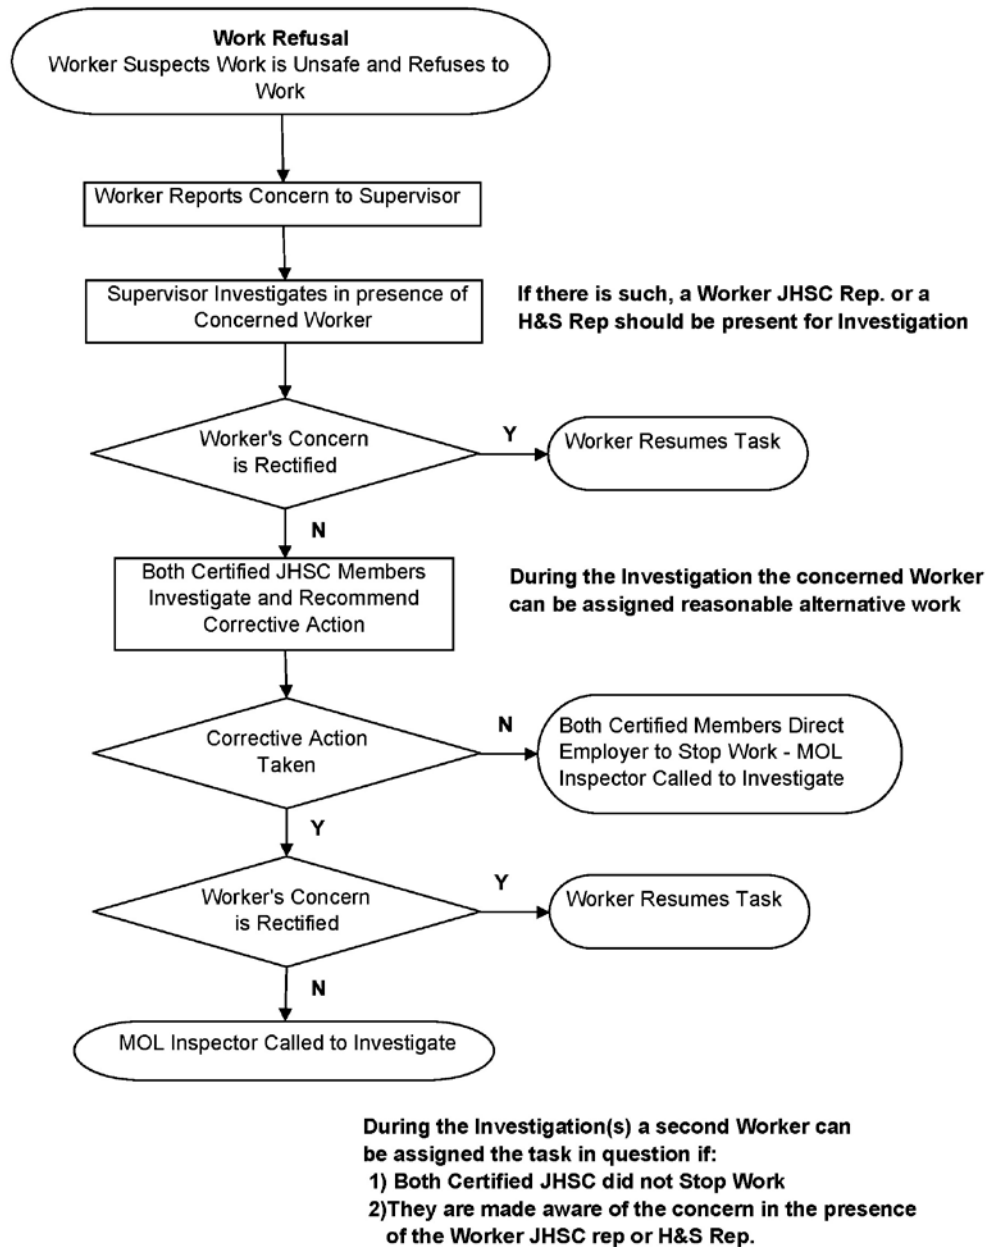 Work Refusal
Worker Suspects Work is Unsafe and Refuses to
Work
Worker Reports Concern to Supervisor
Supervisor Investigates in presence of
Concerned Worker
If there is such, a Worker JHSC Rep. or a
H&S Rep should be present for Investigation
Worker's Concern
is Rectified
Y
Worker Resumes Task
N
Both Certified JHSC Members
Investigate and Recommend
Corrective Action
During the Investigation the concerned Worker
can be assigned reasonable alternative work
Corrective Action
Taken
N
Both Certified Members Direct
Employer to Stop Work - MOL
Inspector Called to Investigate
Y
Worker's Concern
is Rectified
Y
Worker Resumes Task
N
MOL Inspector Called to Investigate
During the Investigation(s) a second Worker can
be assigned the task in question if:
1) Both Certified JHSC did not Stop Work
2)They are made aware of the concern in the presence
of the Worker JHSC rep or H&S Rep.